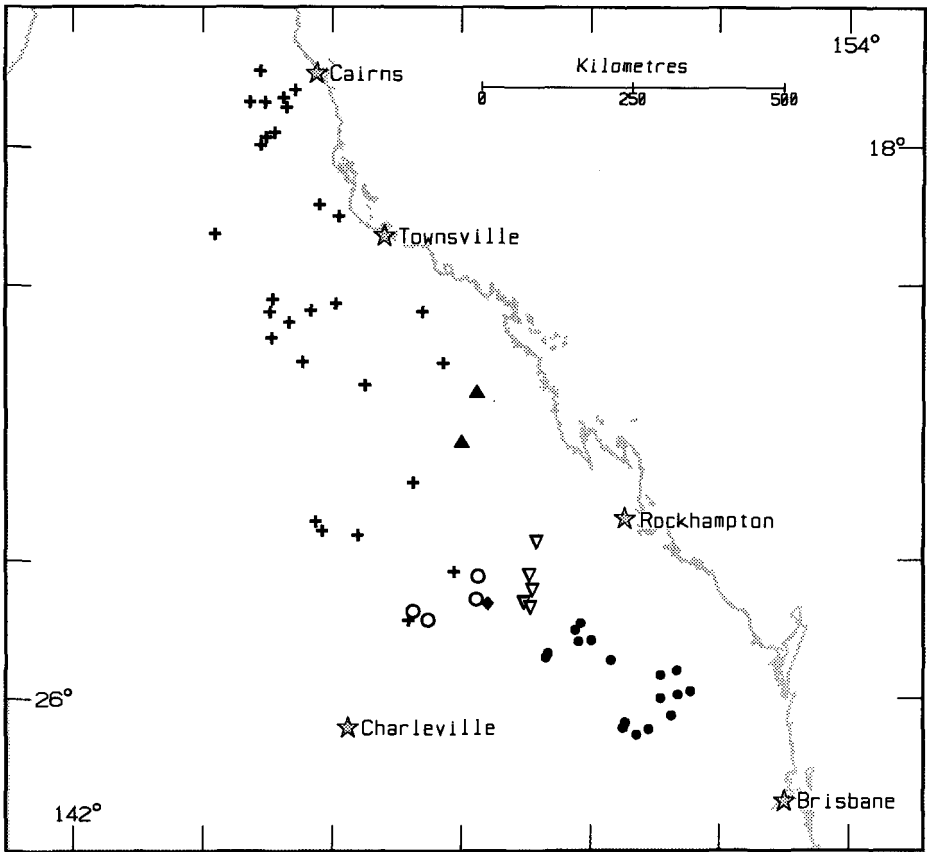 154°
Kilometres
Cairns
0 250 500
18°
Townsville
Rockhampton
26°
Charleville
142°
Brisbane